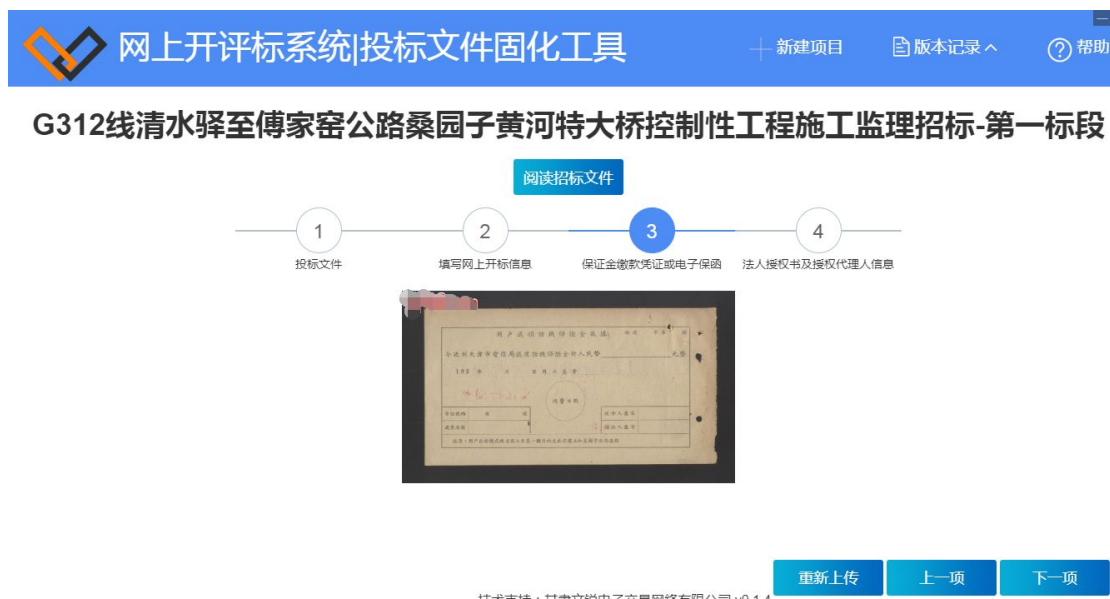 网上开评标系统|投标文件固化工具
新建项目
版本记录
帮助
G312线清水驿至傅家窑公路桑园子黄河特大桥控制性工程施工监理招标-第一标段
阅读招标文件
1
2
3
4
投标文件
填写网上开标信息
保证金缴款凭证或电子保函
法人授权书及授权代理人信息
重新上传
上一项
下一项